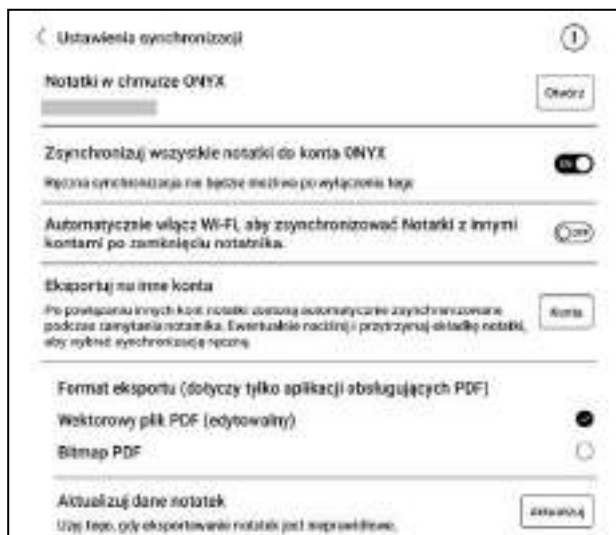 Ustawienia synchronizacji
Notatki w chmurze ONYX
Otwórz
Zsynchronizuj wszystkie notatki do konta ONYX
ON
Ręczna synchronizacja nie będzie możliwa po wyłączeniu tego
Automatycznie włącz Wi-Fi, aby zsynchronizować Notatki z innymi
kontami po zamknięciu notatnika.
OFF
Eksportuj na inne konta
Po powiązaniu innych kont notatki zostaną automatycznie zsynchronizowane
podczas zamykania notatnika. Ewentualnie naciśnij i przytrzymaj okładkę notatki,
aby wybrać synchronizację ręczną.
Konta
Format eksportu (dotyczy tylko aplikacji obsługujących PDF)
Wektorowy plik PDF (edytowalny)
Bitmap PDF
Aktualizuj dane notatek
Aktualizuj
Użyj tego, gdy eksportowanie notatek jest nieprawidłowe.